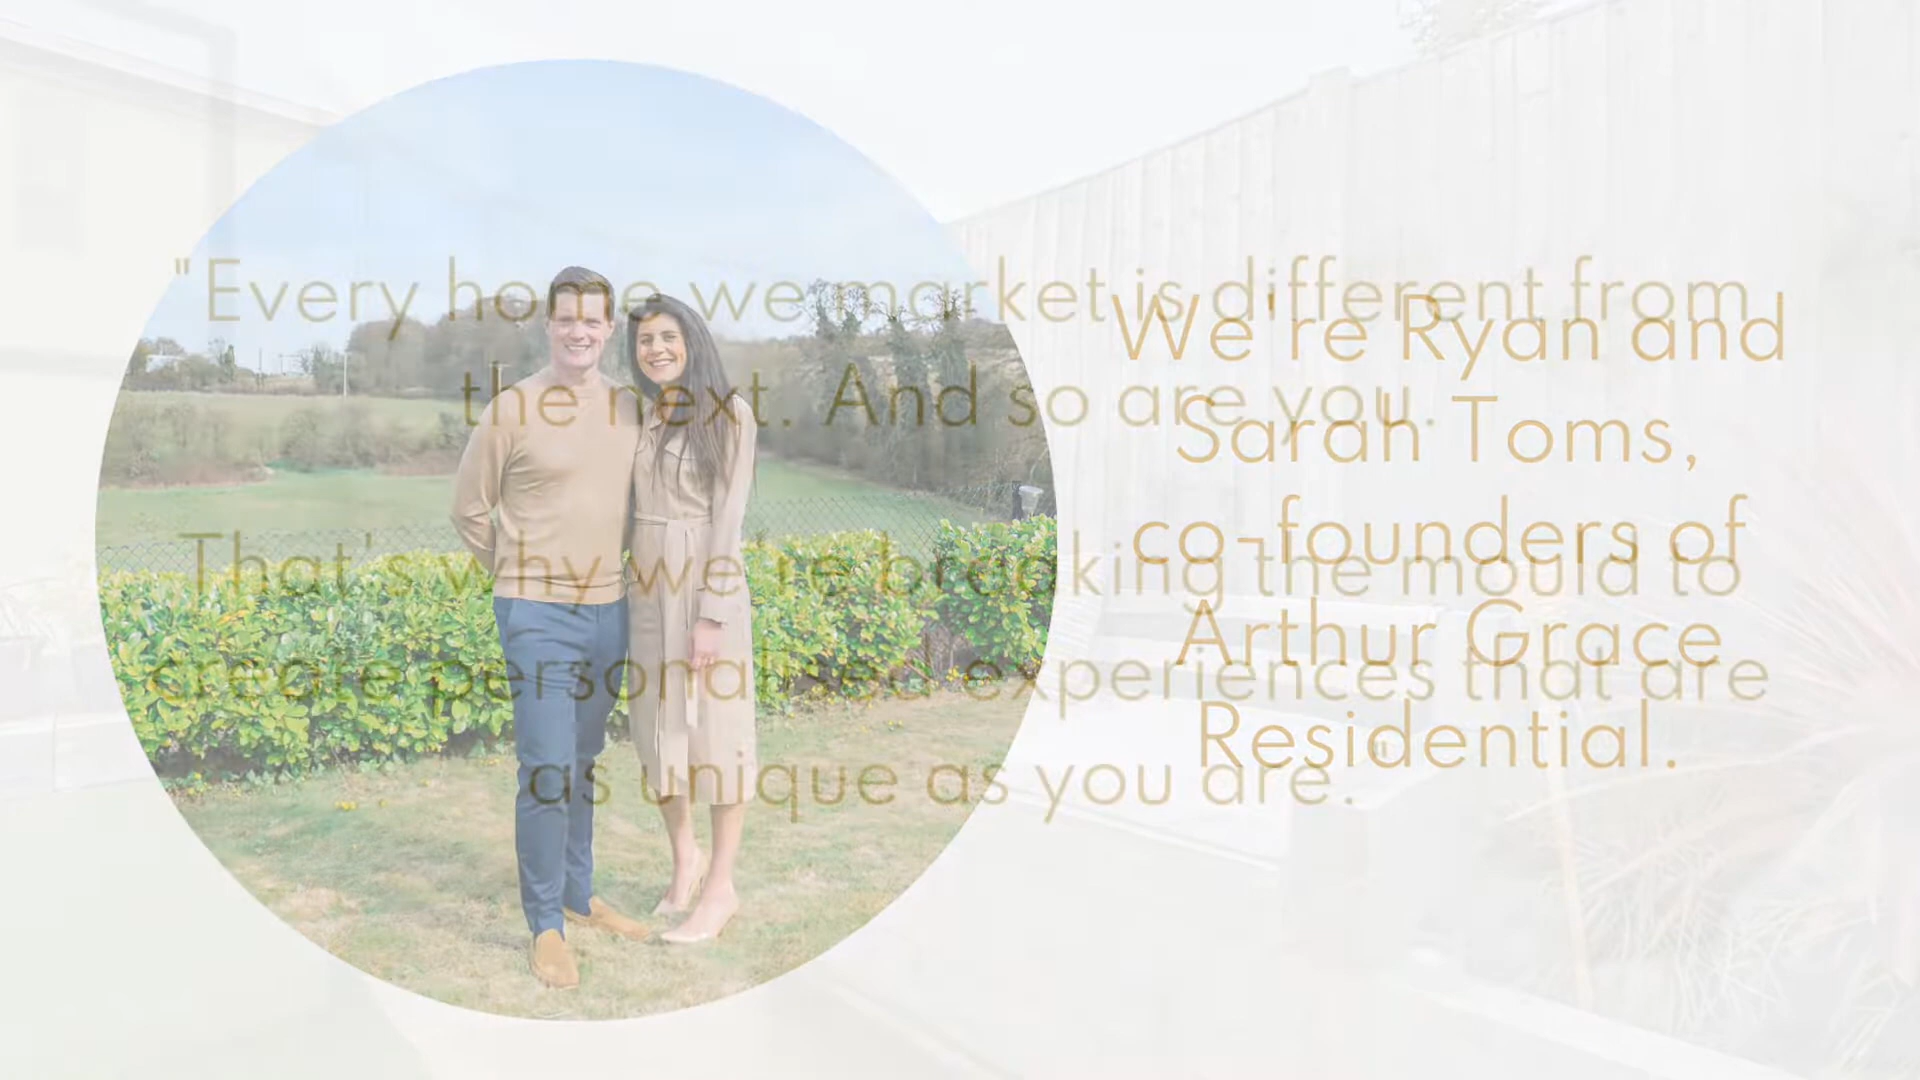 "Every home we market is different from
the next. And so are you.
That's why we're breaking the mould to
create personalised experiences that are
as unique as you are.
"
We're Ryan and
Sarah Toms,
co-founders of
Arthur Grace
Residential.